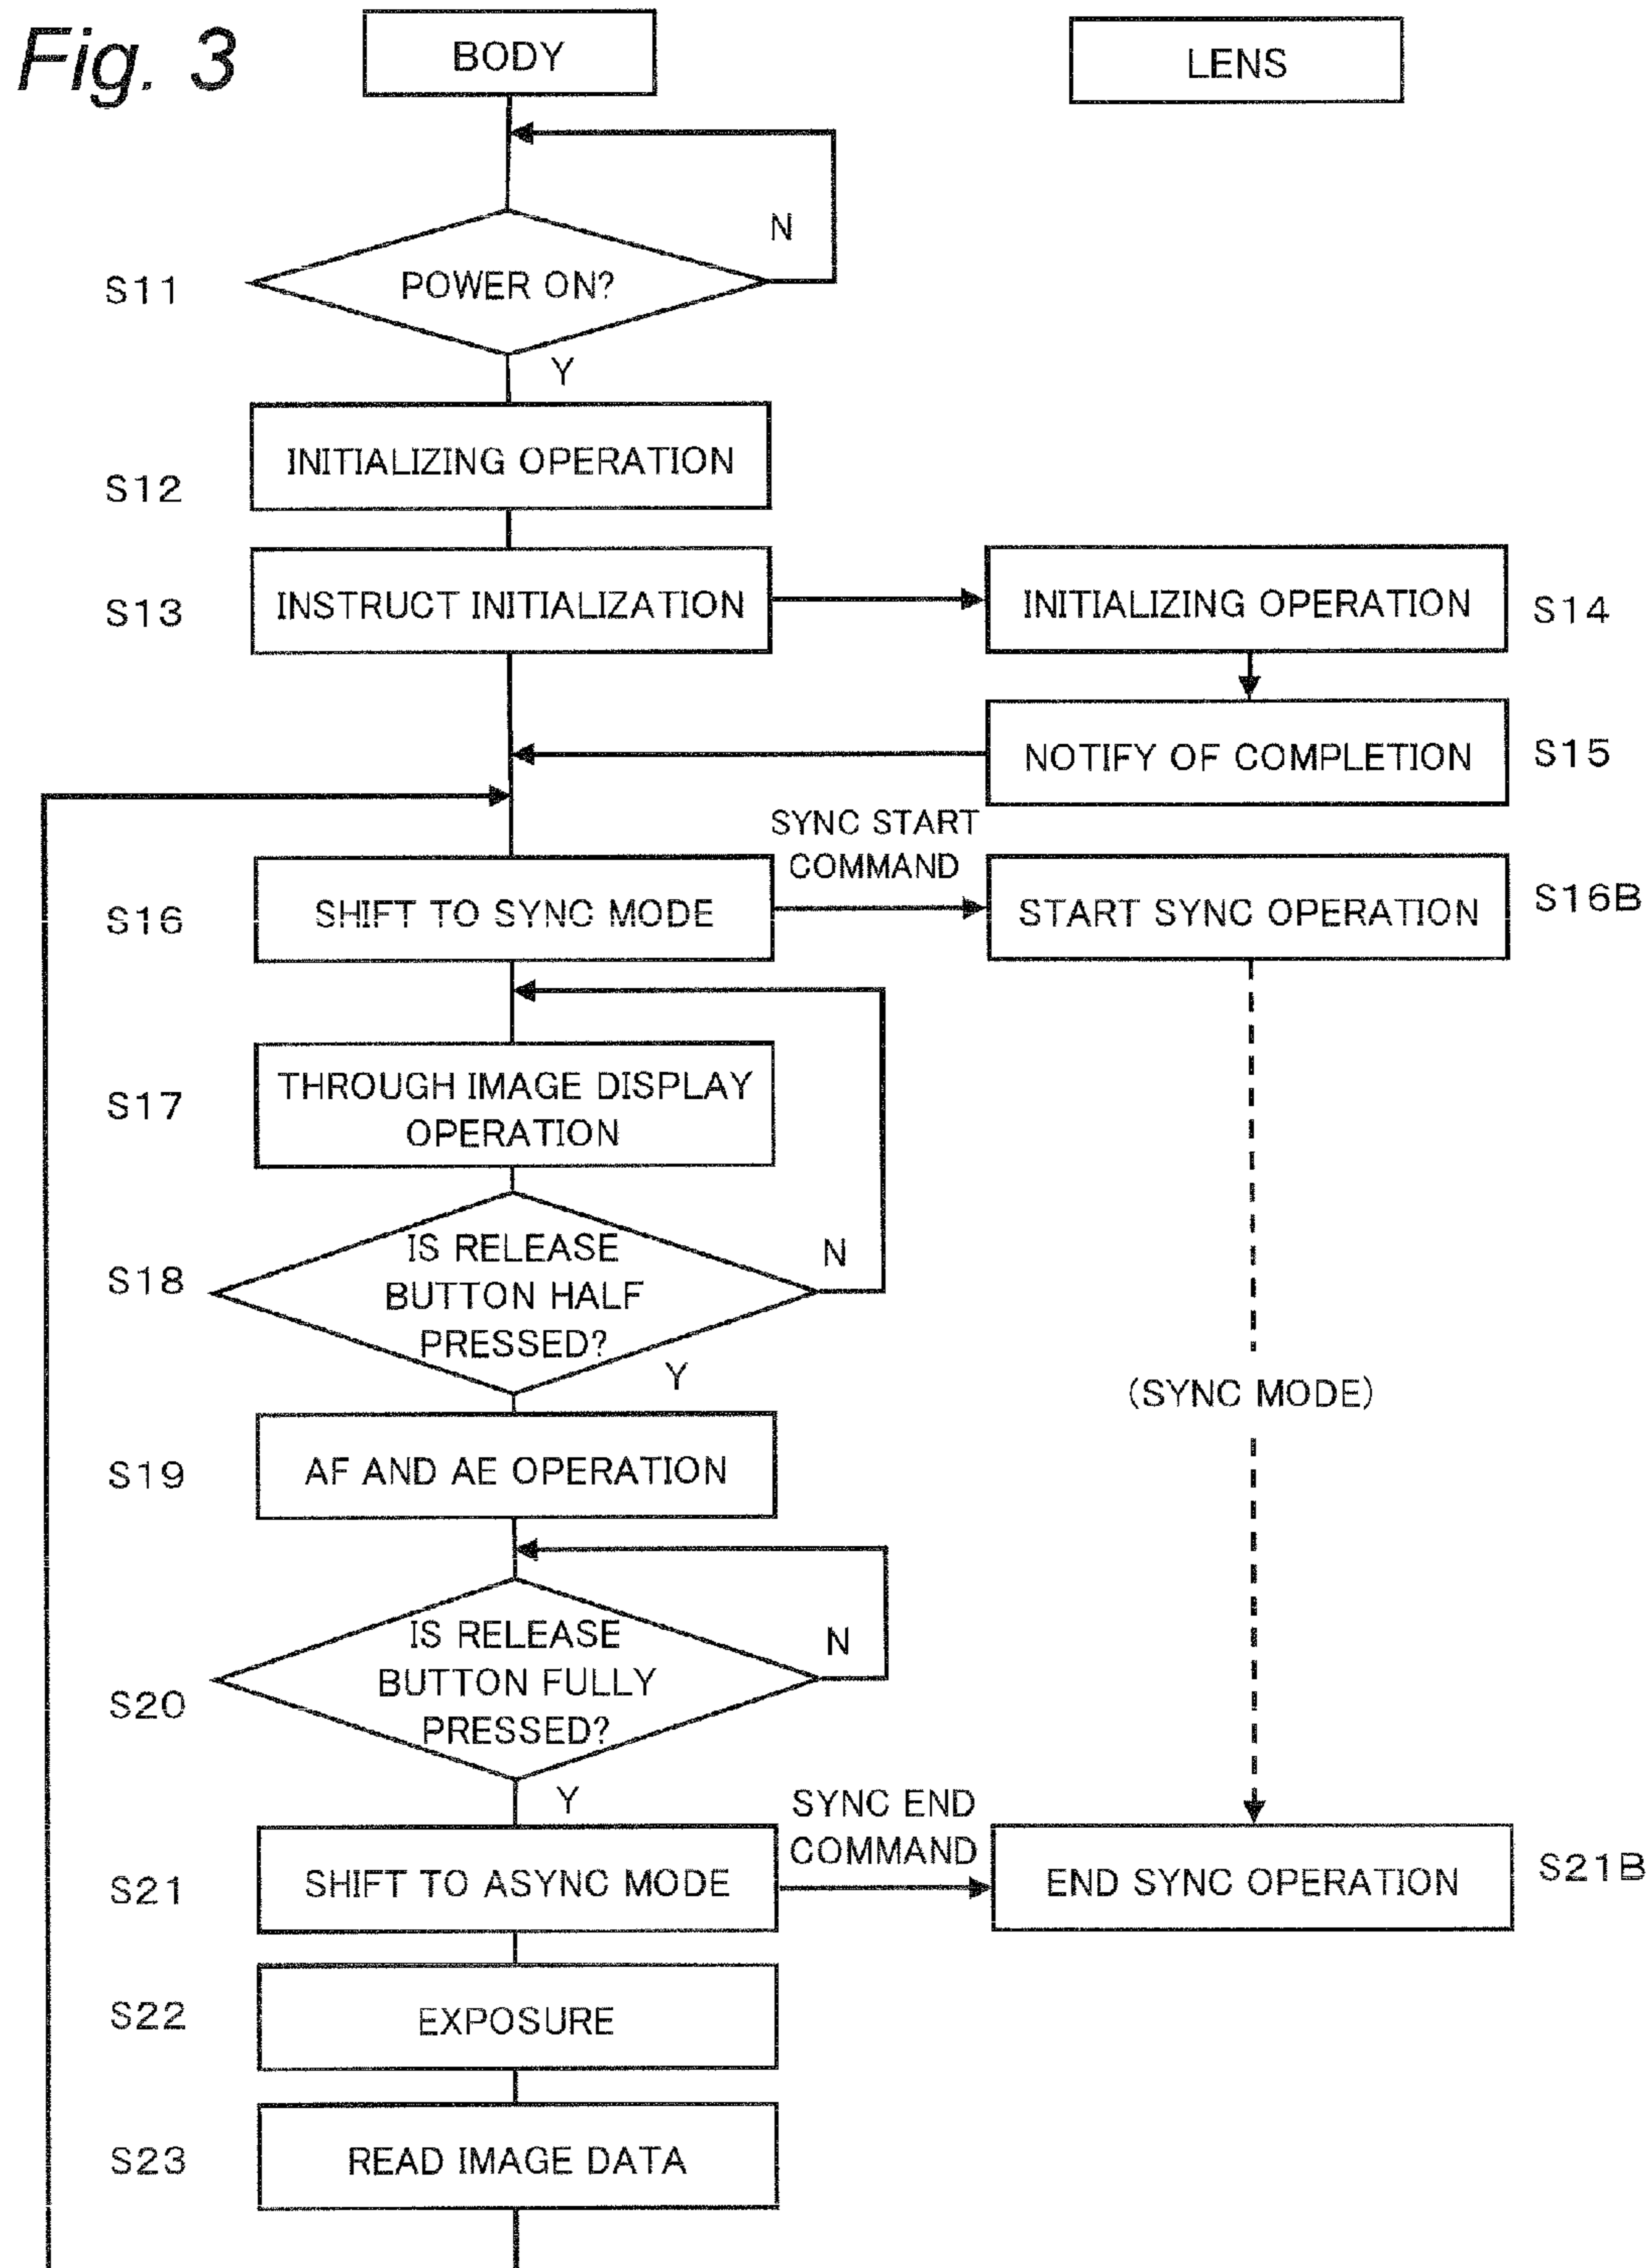 Fig. 3
BODY
LENS
N
S11
POWER ON?
Y
S12
INITIALIZING OPERATION
S13
INSTRUCT INITIALIZATION
INITIALIZING OPERATION
S14
NOTIFY OF COMPLETION
S15
SYNC START
COMMAND
S16
SHIFT TO SYNC MODE
START SYNC OPERATION
S16B
S17
THROUGH IMAGE DISPLAY
OPERATION
S18
IS RELEASE
BUTTON HALF
PRESSED?
N
Y
(SYNC MODE)
S19
AF AND AE OPERATION
S20
IS RELEASE
BUTTON FULLY
PRESSED?
N
Y
SYNC END
COMMAND
S21
SHIFT TO ASYNC MODE
END SYNC OPERATION
S21B
S22
EXPOSURE
S23
READ IMAGE DATA